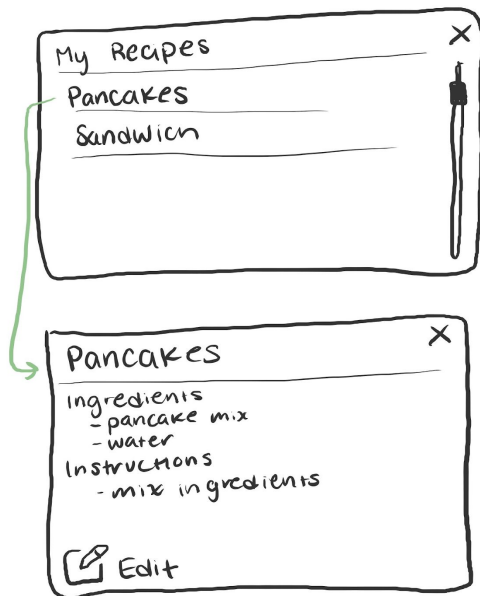 My Recipes
Pancakes
Sandwich
Pancakes
Ingredients
- pancake mix
- water
Instructions
- mix ingredients
Edit